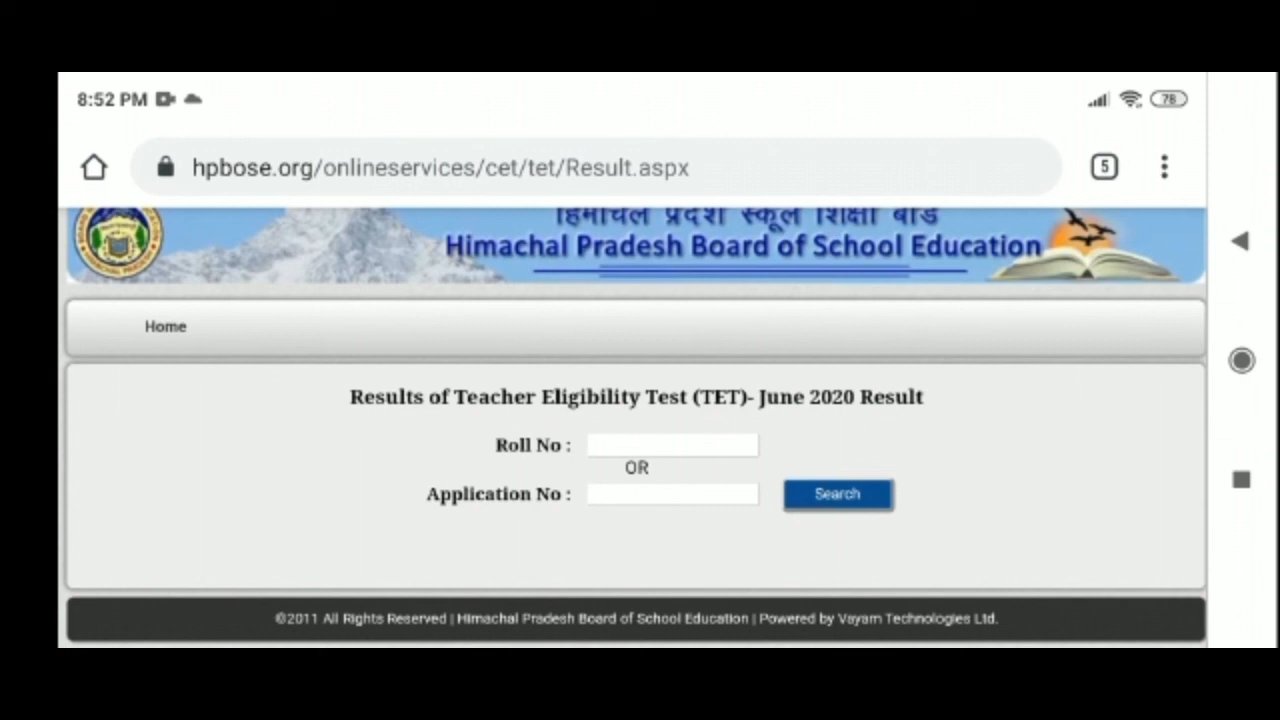 8:52 PM
78
hpbose.org/onlineservices/cet/tet/Result.aspx
5
हिमाचल प्रदेश स्कूल शिक्षा बोर्ड
Himachal Pradesh Board of School Education
Home
Results of Teacher Eligibility Test (TET)- June 2020 Result
Roll No :
OR
Application No :
Search
©2011 All Rights Reserved | Himachal Pradesh Board of School Education | Powered by Vayam Technologies Ltd.